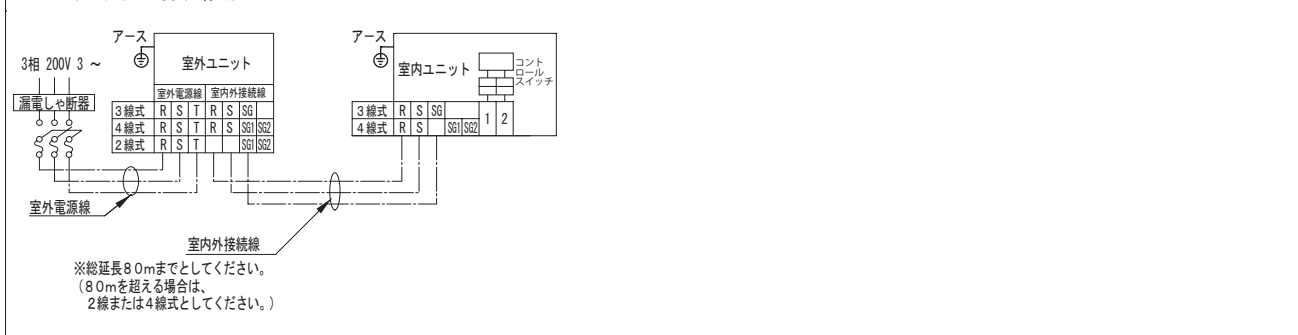 アース
3相 200V 3 ~
漏電しゃ断器
室外ユニット
室外電源線 室内外接続線
3線式 R S T R S SG
4線式 R S T R S SG1 SG2
2線式 R S T SG1 SG2
室外電源線
アース
室内ユニット
コント
ロール
スイッチ
3線式 R S SG
4線式 R S SG1 SG2
1 2
室内外接続線
※総延長80mまでとしてください。
(80mを超える場合は、
2線または4線式としてください。)